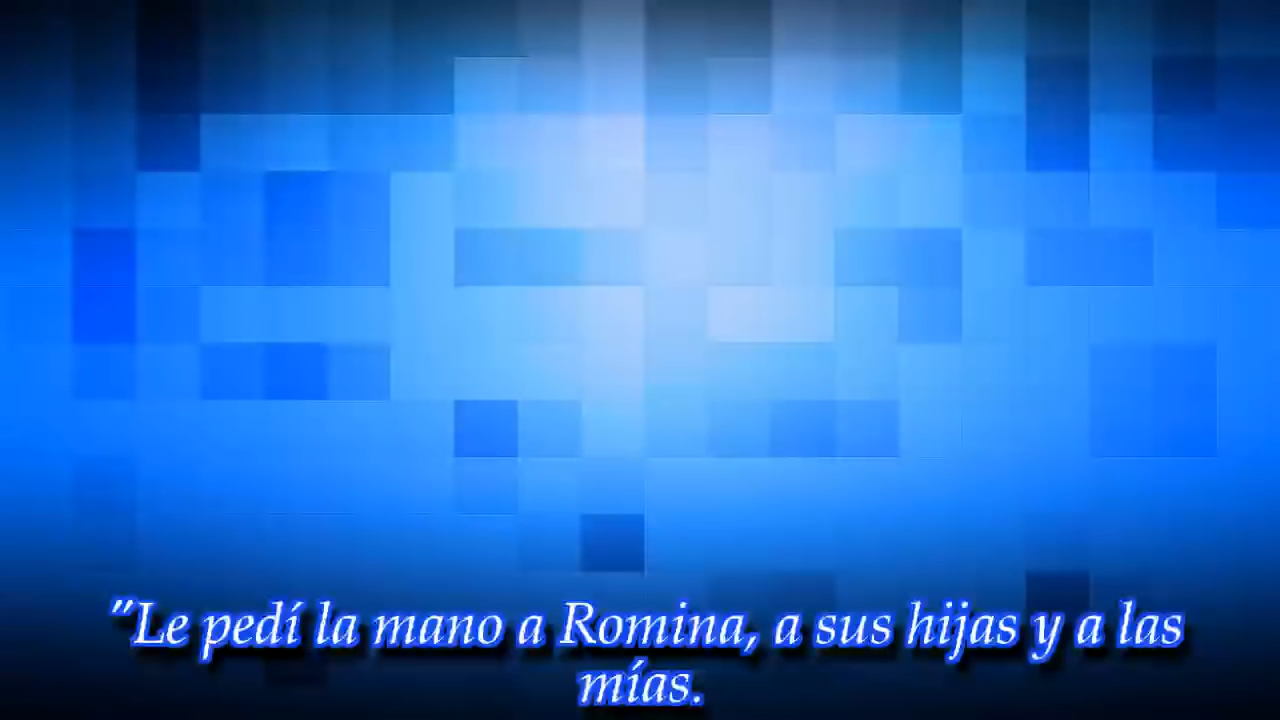 "Le pedí la mano a Romina, a sus hijas y a las
mías.